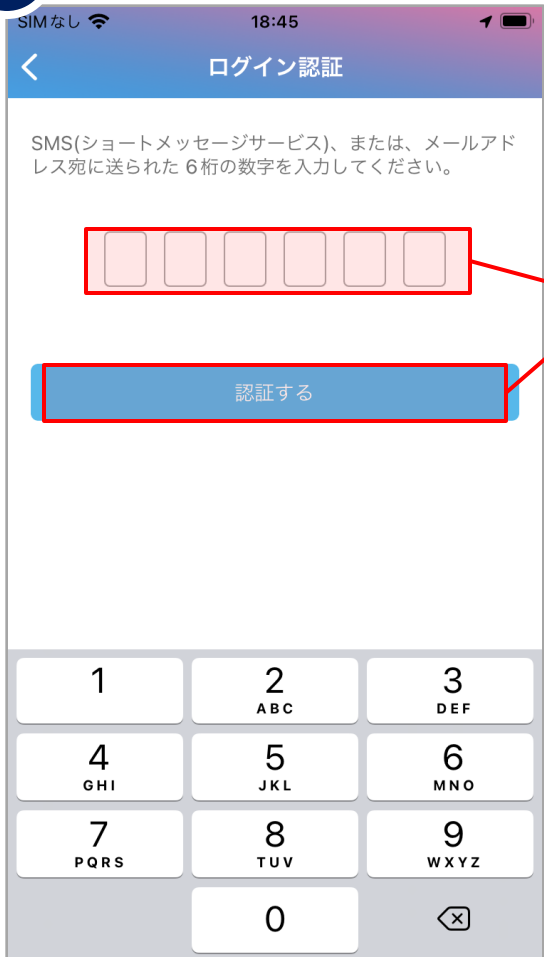 SIMなし
18:45
ログイン認証
SMS(ショートメッセージサービス)、または、メールアド
レス宛に送られた 6桁の数字を入力してください。
認証する
1
2
ABC
3
DEF
4
GHI
5
JKL
6
MNO
7
PQRS
8
TUV
9
WXYZ
0